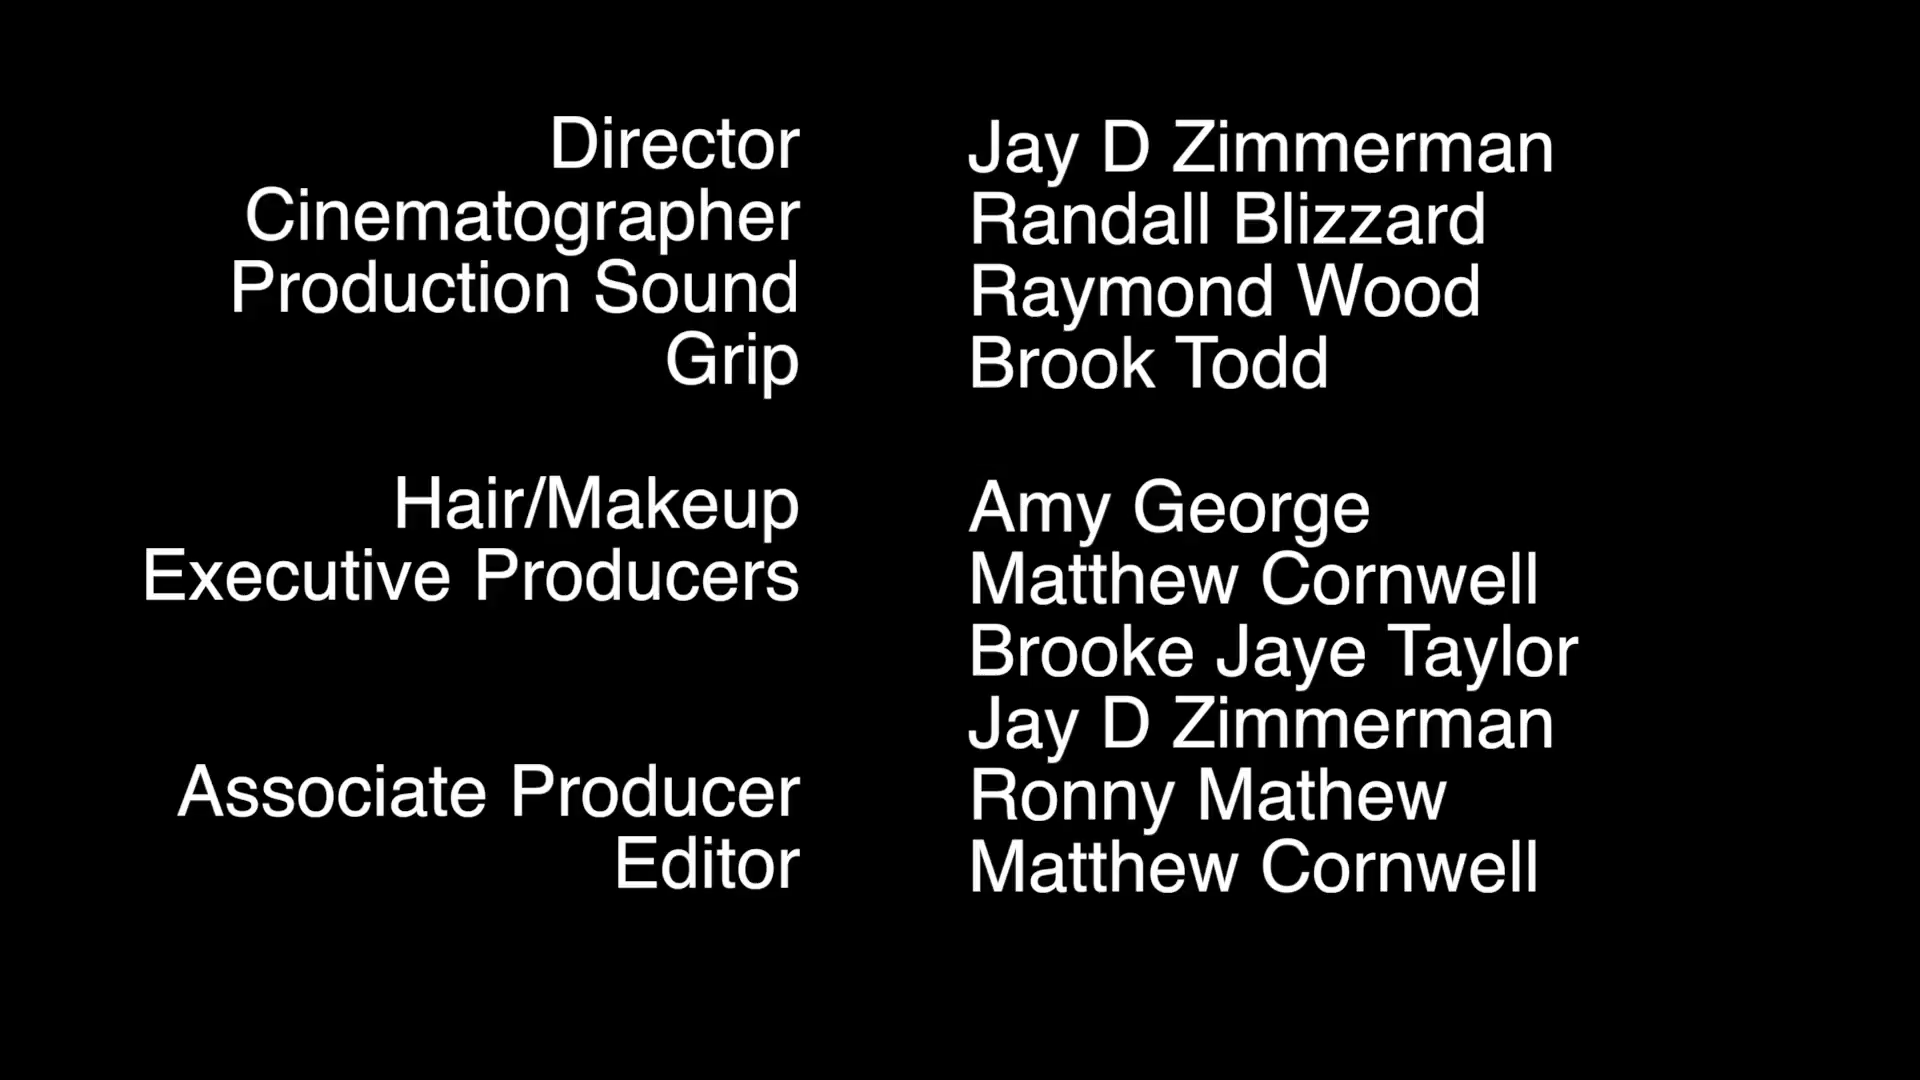 Director Jay D Zimmerman
Cinematographer Randall Blizzard
Production Sound Raymond Wood
Grip Brook Todd
Hair/Makeup Amy George
Executive Producers Matthew Cornwell
Brooke Jaye Taylor
Jay D Zimmerman
Associate Producer Ronny Mathew
Editor Matthew Cornwell